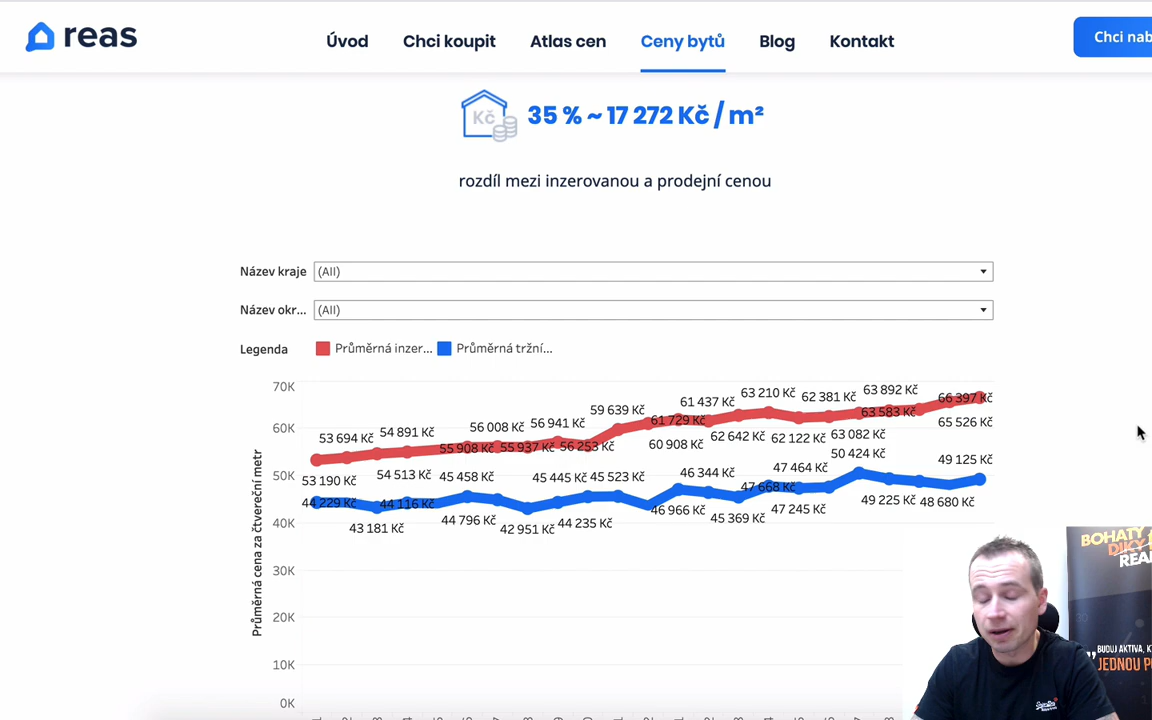 reas
Úvod
Chci koupit
Atlas cen
Ceny bytů
Blog
Kontakt
Chci nab
Kč
35 % ~ 17 272 Kč / m²
rozdíl mezi inzerovanou a prodejní cenou
Název kraje (All)
Název okr... (All)
Legenda Průměrná inzer... Průměrná tržní...
Průměrná cena za čtvereční metr
70K
60K
50K
40K
30K
20K
10K
0K
53 190 Kč
53 694 Kč
54 513 Kč
54 891 Kč
55 908 Kč
56 008 Kč
55 937 Kč
56 941 Kč
56 253 Kč
59 639 Kč
60 908 Kč
61 729 Kč
61 437 Kč
62 642 Kč
63 210 Kč
62 122 Kč
62 381 Kč
63 082 Kč
63 892 Kč
63 583 Kč
65 526 Kč
66 397 Kč
44 229 Kč
43 181 Kč
44 116 Kč
44 796 Kč
45 458 Kč
42 951 Kč
45 445 Kč
44 235 Kč
45 523 Kč
46 966 Kč
46 344 Kč
45 369 Kč
47 668 Kč
47 464 Kč
47 245 Kč
50 424 Kč
49 225 Kč
48 680 Kč
49 125 Kč
BOHATÝ
DÍKY
REA
BUDUJ AKTIVA, K
JEDNOU P